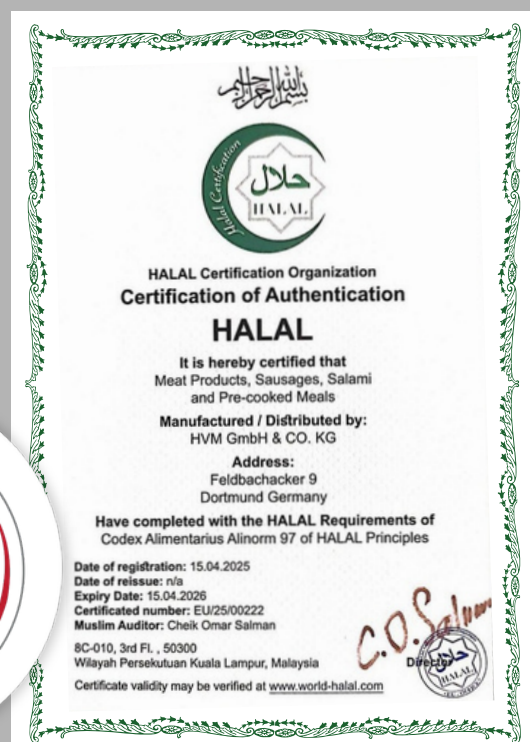 بسم الله الرحمن الرحيم
Halal Certification
حلال
HALAL
HALAL Certification Organization
Certification of Authentication
HALAL
It is hereby certified that
Meat Products, Sausages, Salami
and Pre-cooked Meals
Manufactured / Distributed by:
HVM GmbH & CO. KG
Address:
Feldbachacker 9
Dortmund Germany
Have completed with the HALAL Requirements of
Codex Alimentarius Alinorm 97 of HALAL Principles
Date of registration: 15.04.2025
Date of reissue: n/a
Expiry Date: 15.04.2026
Certificated number: EU/25/00222
Muslim Auditor: Cheik Omar Salman
8C-010, 3rd Fl. , 50300
Wilayah Persekutuan Kuala Lampur, Malaysia
Certificate validity may be verified at www.world-halal.com
C.O.Salman
Director
حلال
HALAL